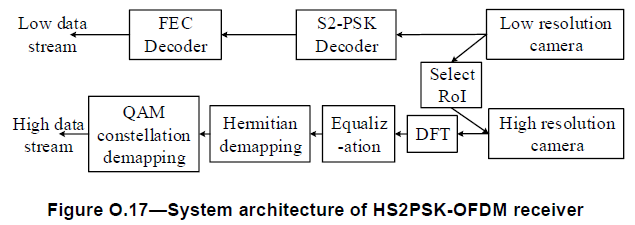 Low data
stream
FEC
Decoder
S2-PSK
Decoder
Low resolution
camera
Select
RoI
High data
stream
QAM
constellation
demapping
Hermitian
demapping
Equaliz
-ation
DFT
High resolution
camera
Figure O.17—System architecture of HS2PSK-OFDM receiver